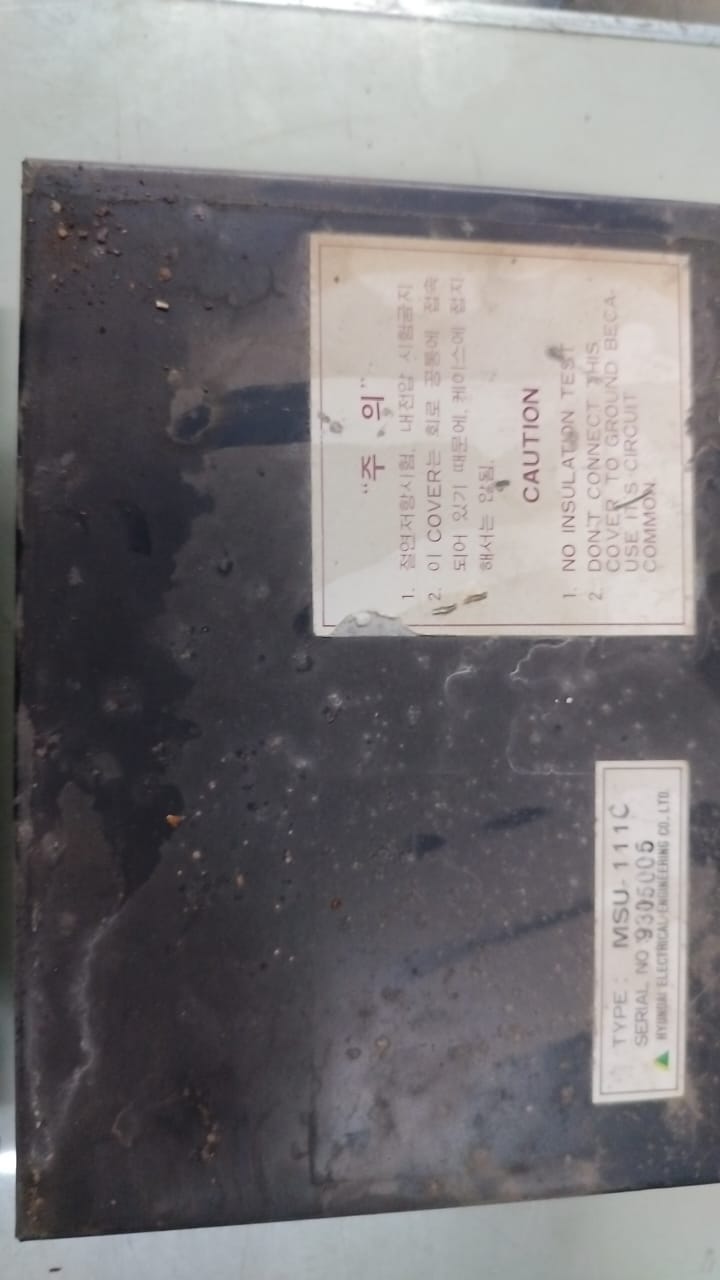 “주 의”
1. 절연저항시험, 내전압 시험금지
2. 이 COVER는 회로 공통에 접속
되어 있기 때문에, 케이스에 접지
해서는 않됨.
CAUTION
1. NO INSULATION TEST
2. DON'T CONNECT THIS
COVER TO GROUND BECA-
USE IT'S CIRCUIT
COMMON.
TYPE : MSU-111C
SERIAL NO 9305005
HYUNDAI ELECTRICAL ENGINEERING CO., LTD.